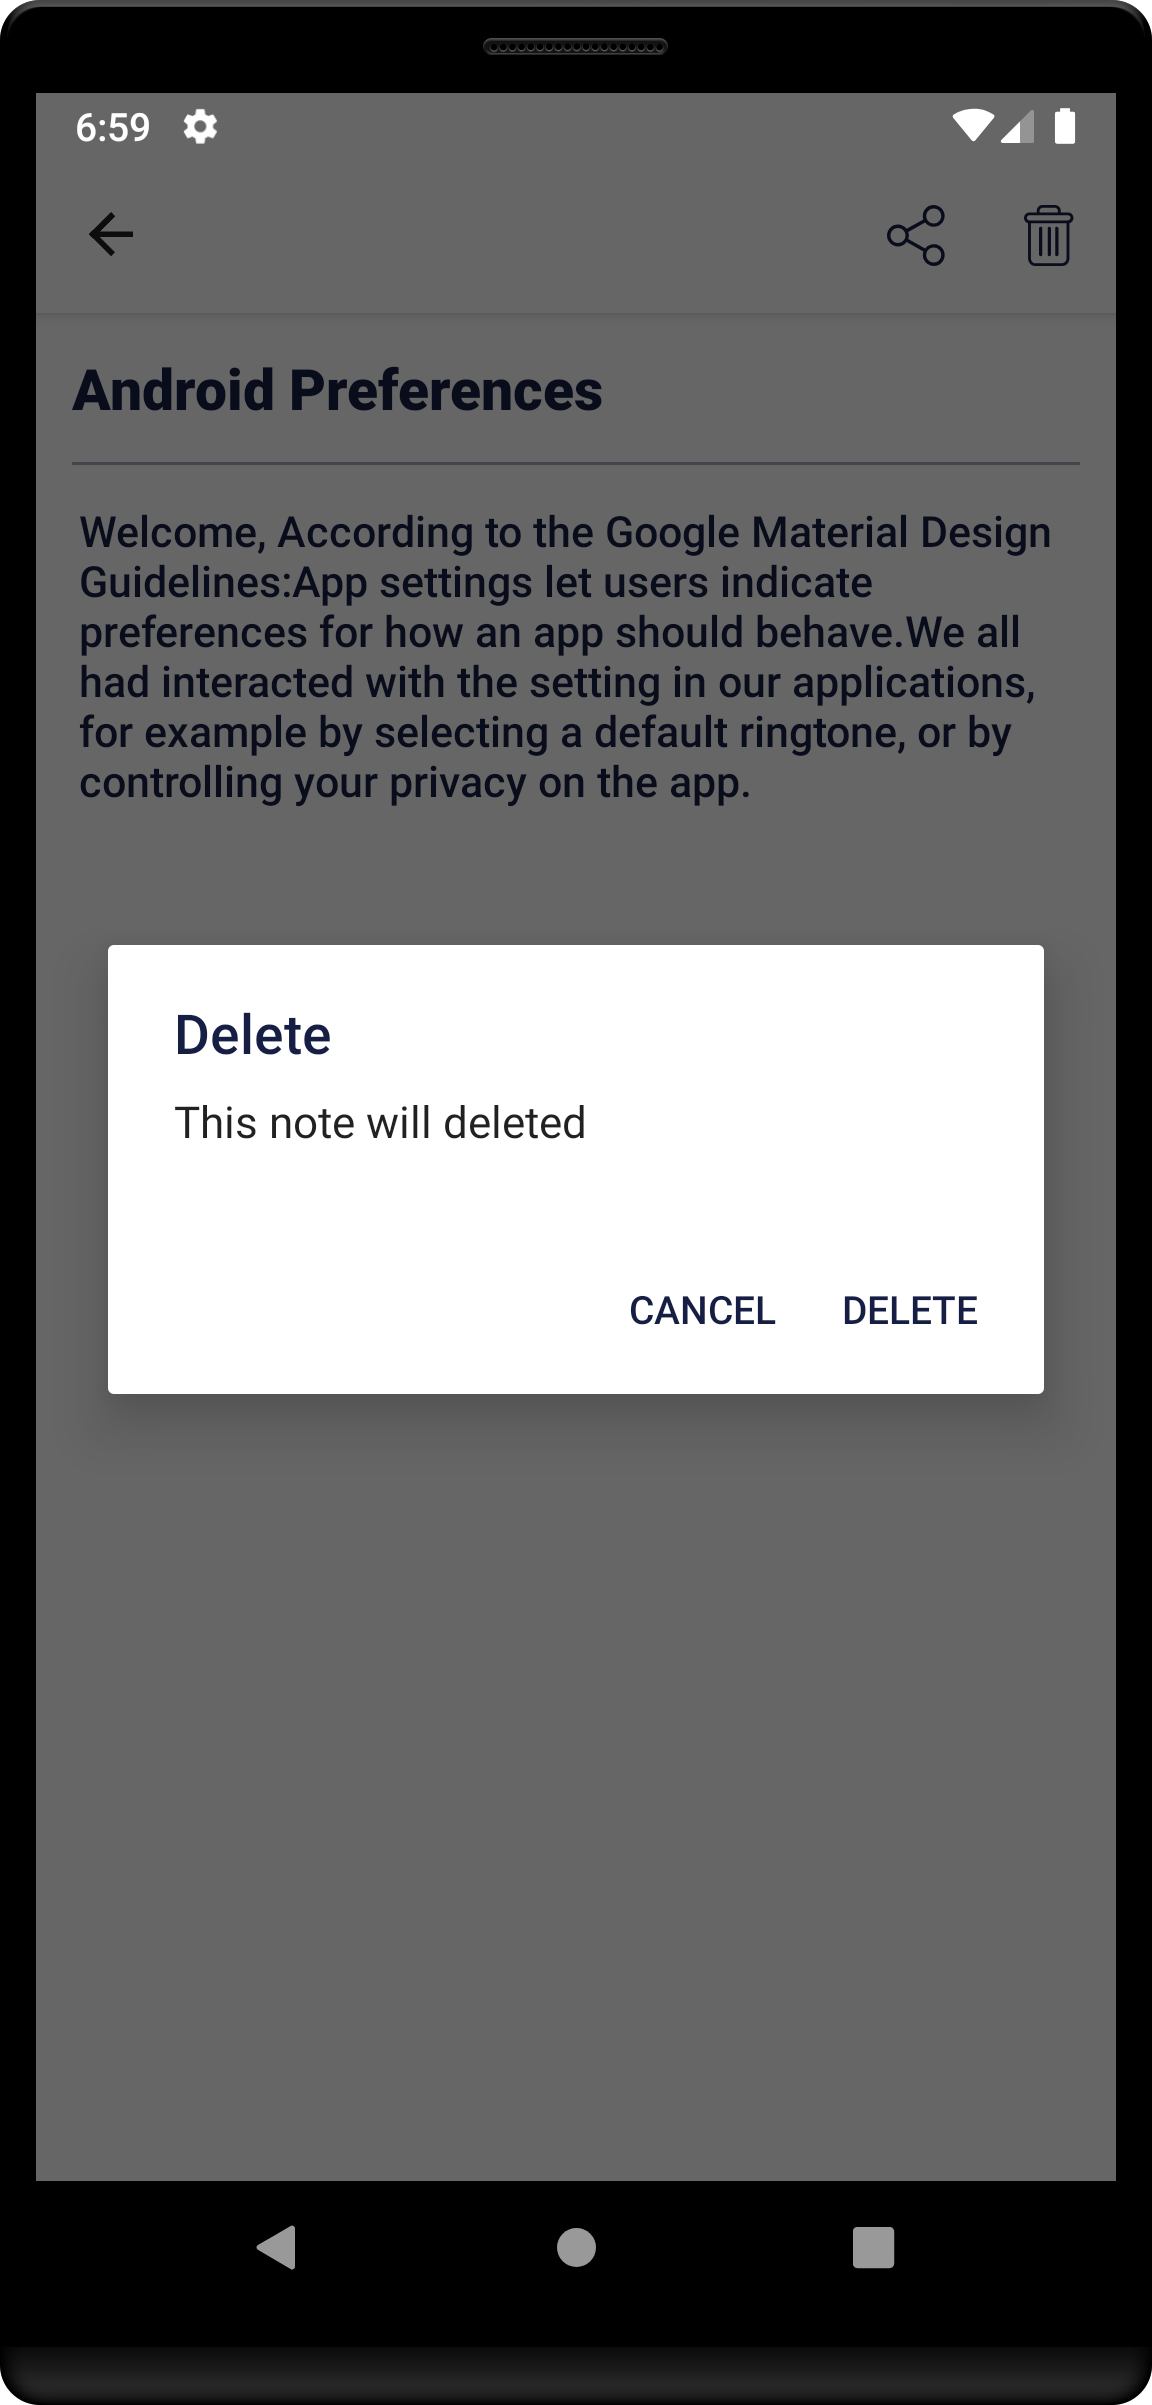 6:59
Android Preferences
Welcome, According to the Google Material Design
Guidelines:App settings let users indicate
preferences for how an app should behave.We all
had interacted with the setting in our applications,
for example by selecting a default ringtone, or by
controlling your privacy on the app.
Delete
This note will deleted
CANCEL DELETE